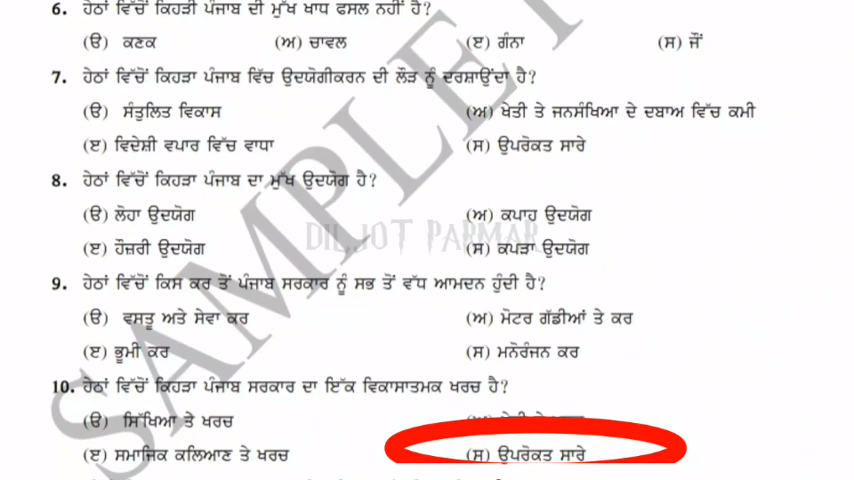 6. ਹੇਠਾਂ ਵਿੱਚੋਂ ਕਿਹੜੀ ਪੰਜਾਬ ਦੀ ਮੁੱਖ ਖਾਧ ਫਸਲ ਨਹੀਂ ਹੈ?
(ੳ) ਕਣਕ (ਅ) ਚਾਵਲ (ੲ) ਗੰਨਾ (ਸ) ਜੌਂ
7. ਹੇਠਾਂ ਵਿੱਚੋਂ ਕਿਹੜਾ ਪੰਜਾਬ ਵਿੱਚ ਉਦਯੋਗੀਕਰਨ ਦੀ ਲੋੜ ਨੂੰ ਦਰਸਾਉਂਦਾ ਹੈ?
(ੳ) ਸੰਤੁਲਿਤ ਵਿਕਾਸ (ਅ) ਖੇਤੀ ਤੇ ਜਨਸੰਖਿਆ ਦੇ ਦਬਾਅ ਵਿੱਚ ਕਮੀ
(ੲ) ਵਿਦੇਸ਼ੀ ਵਪਾਰ ਵਿੱਚ ਵਾਧਾ (ਸ) ਉਪਰੋਕਤ ਸਾਰੇ
8. ਹੇਠਾਂ ਵਿੱਚੋਂ ਕਿਹੜਾ ਪੰਜਾਬ ਦਾ ਮੁੱਖ ਉਦਯੋਗ ਹੈ?
(ੳ) ਲੋਹਾ ਉਦਯੋਗ (ਅ) ਕਪਾਹ ਉਦਯੋਗ
DILJOT PARMAR
(ੲ) ਹੌਜ਼ਰੀ ਉਦਯੋਗ (ਸ) ਕਪੜਾ ਉਦਯੋਗ
9. ਹੇਠਾਂ ਵਿੱਚੋਂ ਕਿਸ ਕਰ ਤੋਂ ਪੰਜਾਬ ਸਰਕਾਰ ਨੂੰ ਸਭ ਤੋਂ ਵੱਧ ਆਮਦਨ ਹੁੰਦੀ ਹੈ?
(ੳ) ਵਸਤੂ ਅਤੇ ਸੇਵਾ ਕਰ (ਅ) ਮੋਟਰ ਗੱਡੀਆਂ ਤੇ ਕਰ
(ੲ) ਭੂਮੀ ਕਰ (ਸ) ਮਨੋਰੰਜਨ ਕਰ
10. ਹੇਠਾਂ ਵਿੱਚੋਂ ਕਿਹੜਾ ਪੰਜਾਬ ਸਰਕਾਰ ਦਾ ਇੱਕ ਵਿਕਾਸਾਤਮਕ ਖਰਚ ਹੈ?
(ੳ) ਸਿੱਖਿਆ ਤੇ ਖਰਚ
(ੲ) ਸਮਾਜਿਕ ਕਲਿਆਣ ਤੇ ਖਰਚ (ਸ) ਉਪਰੋਕਤ ਸਾਰੇ
SAMPLE